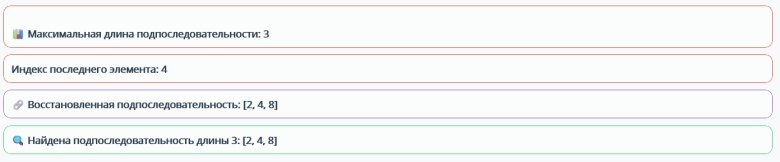 Максимальная длина подпоследовательности: 3
Индекс последнего элемента: 4
Восстановленная подпоследовательность: [2, 4, 8]
Найдена подпоследовательность длины 3: [2, 4, 8]